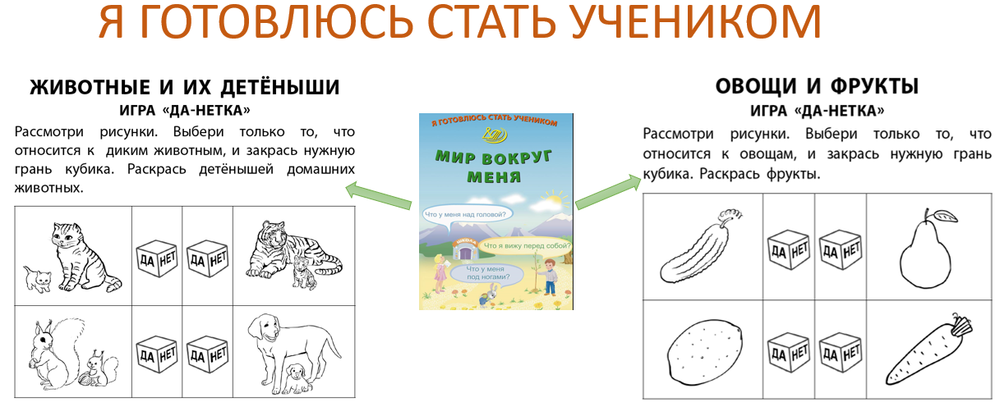 Я ГОТОВЛЮСЬ СТАТЬ УЧЕНИКОМ
ЖИВОТНЫЕ И ИХ ДЕТЁНЫШИ
ИГРА «ДА-НЕТКА»
Рассмотри рисунки. Выбери только то, что
относится к диким животным, и закрась нужную
грань кубика. Раскрась детёнышей домашних
животных.
ДА НЕТ ДА НЕТ
ДА НЕТ ДА НЕТ
Я ГОТОВЛЮСЬ СТАТЬ УЧЕНИКОМ
МИР ВОКРУГ
МЕНЯ
Что у меня над головой?
Что я вижу перед собой?
Что у меня
под ногами?
ОВОЩИ И ФРУКТЫ
ИГРА «ДА-НЕТКА»
Рассмотри рисунки. Выбери только то, что
относится к овощам, и закрась нужную грань
кубика. Раскрась фрукты.
ДА НЕТ ДА НЕТ
ДА НЕТ ДА НЕТ